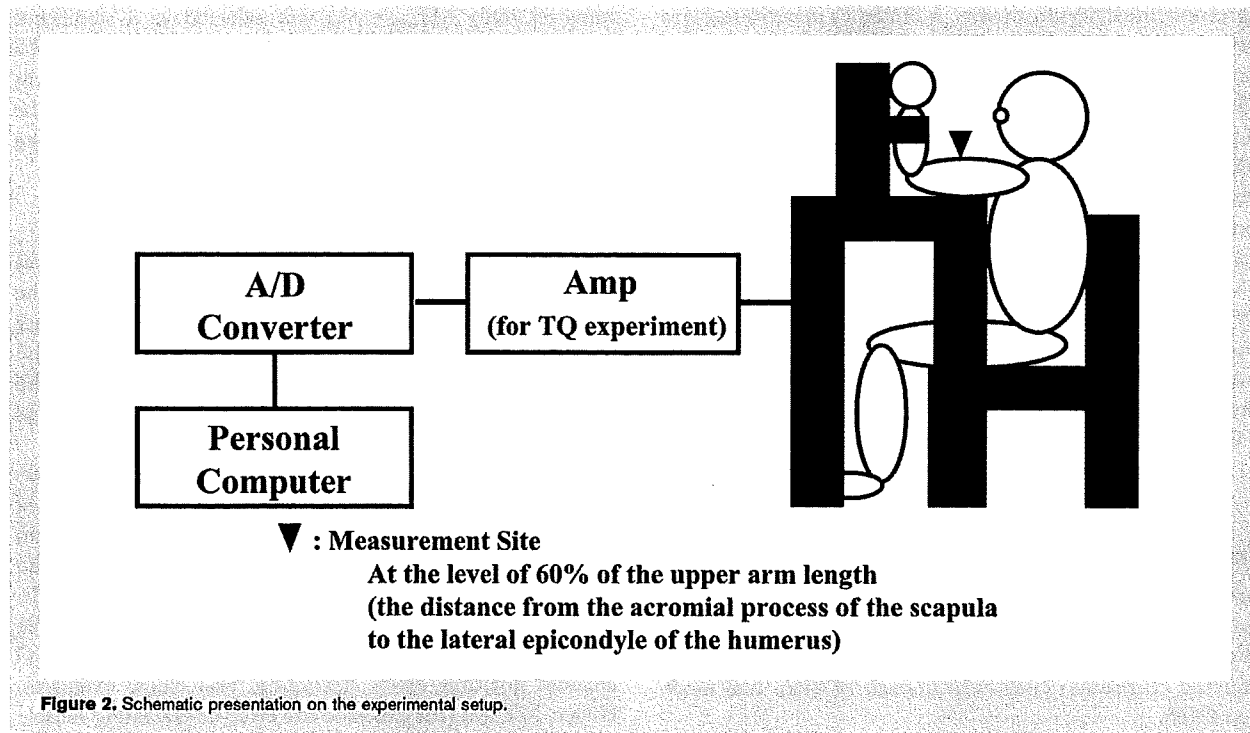 A/D
Converter
Amp
(for TQ experiment)
Personal
Computer
▼ : Measurement Site
At the level of 60% of the upper arm length
(the distance from the acromial process of the scapula
to the lateral epicondyle of the humerus)
Figure 2. Schematic presentation on the experimental setup.